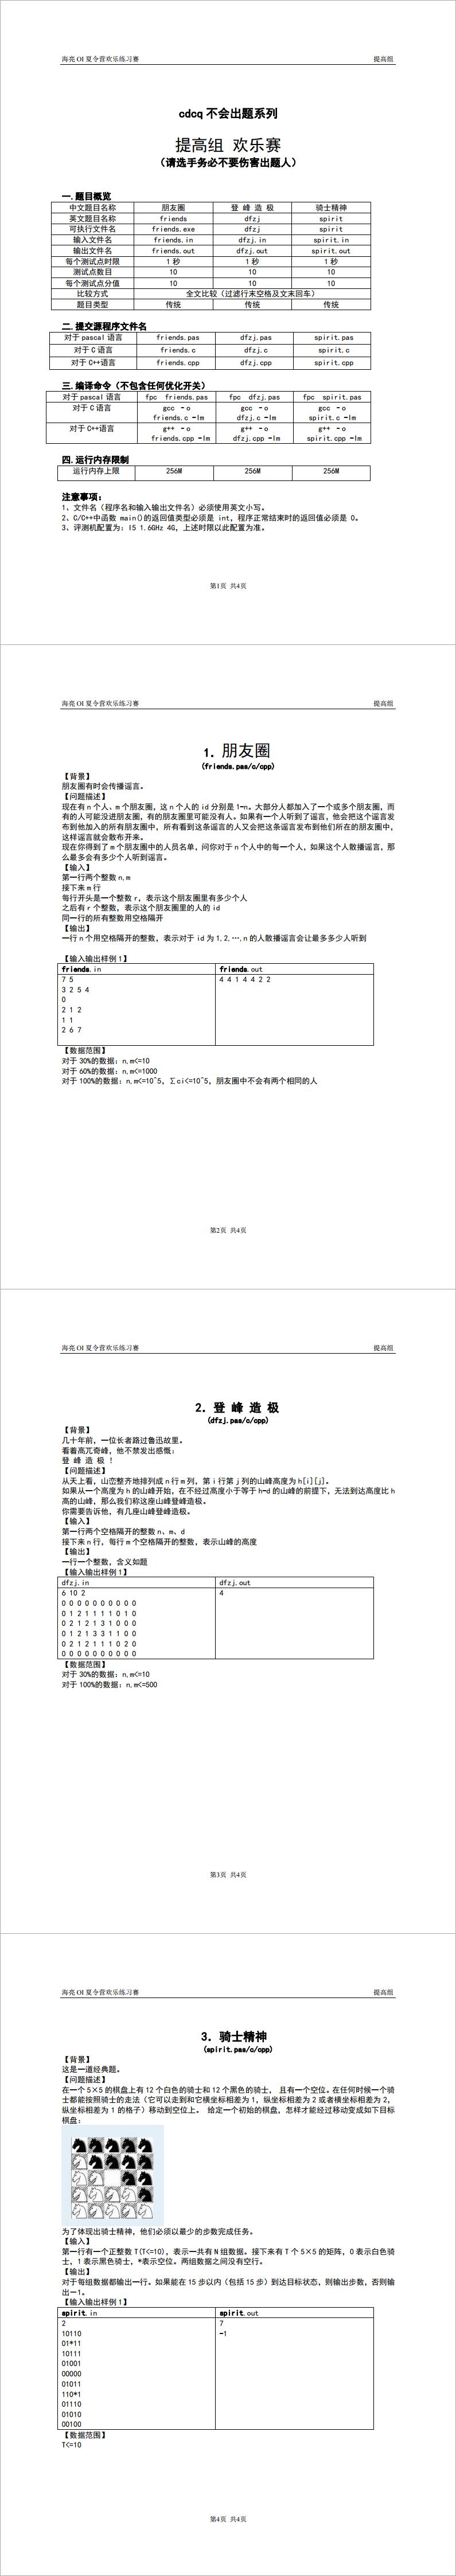 海亮 OI 夏令营欢乐练习赛 提高组
cdcq 不会出题系列
提高组 欢乐赛
（请选手务必不要伤害出题人）
一.题目概览
中文题目名称 朋友圈 登 峰 造 极 骑士精神
英文题目名称 friends dfzj spirit
可执行文件名 friends.exe dfzj spirit
输入文件名 friends.in dfzj.in spirit.in
输出文件名 friends.out dfzj.out spirit.out
每个测试点时限 1 秒 1 秒 1 秒
测试点数目 10 10 10
每个测试点分值 10 10 10
比较方式 全文比较（过滤行末空格及文末回车）
题目类型 传统 传统 传统
二.提交源程序文件名
对于 pascal 语言 friends.pas dfzj.pas spirit.pas
对于 C 语言 friends.c dfzj.c spirit.c
对于 C++语言 friends.cpp dfzj.cpp spirit.cpp
三.编译命令（不包含任何优化开关）
对于 pascal 语言 fpc friends.pas fpc dfzj.pas fpc spirit.pas
对于 C 语言 gcc -o gcc -o gcc -o
friends.c -lm dfzj.c -lm spirit.c -lm
对于 C++语言 g++ -o g++ -o g++ -o
friends.cpp -lm dfzj.cpp -lm spirit.cpp -lm
四.运行内存限制
运行内存上限 256M 256M 256M
注意事项：
1、文件名（程序名和输入输出文件名）必须使用英文小写。
2、C/C++中函数 main()的返回值类型必须是 int，程序正常结束时的返回值必须是 0。
3、评测机配置为：I5 1.6GHz 4G，上述时限以此配置为准。
第1页 共4页
海亮 OI 夏令营欢乐练习赛 提高组
1. 朋友圈
(friends.pas/c/cpp)
【背景】
朋友圈有时会传播谣言。
【问题描述】
现在有 n 个人、m 个朋友圈，这 n 个人的 id 分别是 1~n。大部分人都加入了一个或多个朋友圈，而
有的人可能没进朋友圈，有的朋友圈里可能没有人。如果有一个人听到了谣言，他会把这个谣言发
布到他加入的所有朋友圈中，所有看到这条谣言的人又会把这条谣言发布到他们所在的朋友圈中，
这样谣言就会散布开来。
现在你得到了 m 个朋友圈中的人员名单，问你对于 n 个人中的每一个人，如果这个人散播谣言，那
么最多会有多少个人听到谣言。
【输入】
第一行两个整数 n,m
接下来 m 行
每行开头是一个整数 r，表示这个朋友圈里有多少个人
之后有 r 个整数，表示这个朋友圈里的人的 id
同一行的所有整数用空格隔开
【输出】
一行 n 个用空格隔开的整数，表示对于 id 为 1,2,…,n 的人散播谣言会让最多多少人听到
【输入输出样例 1】
friends.in friends.out
7 5 4 4 1 4 4 2 2
3 2 5 4
0
2 1 2
1 1
2 6 7
【数据范围】
对于 30%的数据：n,m<=10
对于 60%的数据：n,m<=1000
对于 100%的数据：n,m<=10^5，∑ci<=10^5，朋友圈中不会有两个相同的人
第2页 共4页
海亮 OI 夏令营欢乐练习赛 提高组
2. 登 峰 造 极
(dfzj.pas/c/cpp)
【背景】
几十年前，一位长者路过鲁迅故里。
看着高兀奇峰，他不禁发出感慨：
登 峰 造 极 ！
【问题描述】
从天上看，山峦整齐地排列成 n 行 m 列，第 i 行第 j 列的山峰高度为 h[i][j]。
如果从一个高度为 h 的山峰开始，在不经过高度小于等于 h-d 的山峰的前提下，无法到达高度比 h
高的山峰，那么我们称这座山峰登峰造极。
你需要告诉他，有几座山峰登峰造极。
【输入】
第一行两个空格隔开的整数 n、m、d
接下来 n 行，每行 m 个空格隔开的整数，表示山峰的高度
【输出】
一行一个整数，含义如题
【输入输出样例 1】
dfzj.in dfzj.out
6 10 2 4
0 0 0 0 0 0 0 0 0 0
0 1 2 1 1 1 1 0 1 0
0 2 1 2 1 3 1 0 0 0
0 1 2 1 3 3 1 1 0 0
0 2 1 2 1 1 1 0 2 0
0 0 0 0 0 0 0 0 0 0
【数据范围】
对于 30%的数据：n,m<=10
对于 100%的数据：n,m<=500
第3页 共4页
海亮 OI 夏令营欢乐练习赛 提高组
3. 骑士精神
(spirit.pas/c/cpp)
【背景】
这是一道经典题。
【问题描述】
在一个 5×5 的棋盘上有 12 个白色的骑士和 12 个黑色的骑士， 且有一个空位。在任何时候一个骑
士都能按照骑士的走法（它可以走到和它横坐标相差为 1，纵坐标相差为 2 或者横坐标相差为 2，
纵坐标相差为 1 的格子）移动到空位上。 给定一个初始的棋盘，怎样才能经过移动变成如下目标
棋盘：
为了体现出骑士精神，他们必须以最少的步数完成任务。
【输入】
第一行有一个正整数 T(T<=10)，表示一共有 N 组数据。接下来有 T 个 5×5 的矩阵，0 表示白色骑
士，1 表示黑色骑士，*表示空位。两组数据之间没有空行。
【输出】
对于每组数据都输出一行。如果能在 15 步以内（包括 15 步）到达目标状态，则输出步数，否则输
出－1。
【输入输出样例 1】
spirit.in spirit.out
2 7
10110 -1
01*11
10111
01001
00000
01011
110*1
01110
01010
00100
【数据范围】
T<=10
第4页 共4页